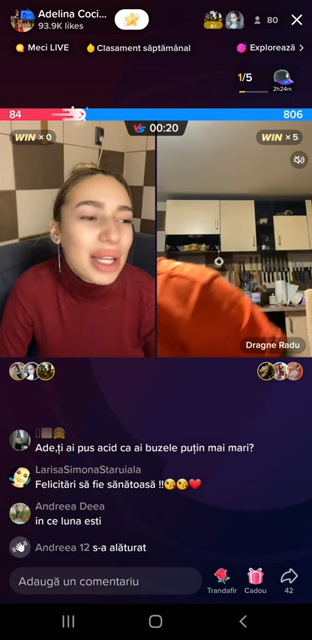 Adelina Coci...
93.9K likes
4+
80
Meci LIVE
Clasament săptămânal
Explorează
1/5
2h24m
84
806
WIN × 0
VS 00:20
WIN × 5
Dragne Radu
Ade,ți ai pus acid ca ai buzele puțin mai mari?
LarisaSimonaStaruiala
Felicitări să fie sănătoasă !!😘😘❤️
Andreea Deea
in ce luna esti
Andreea 12 s-a alăturat
Adaugă un comentariu
Trandafir
Cadou
42